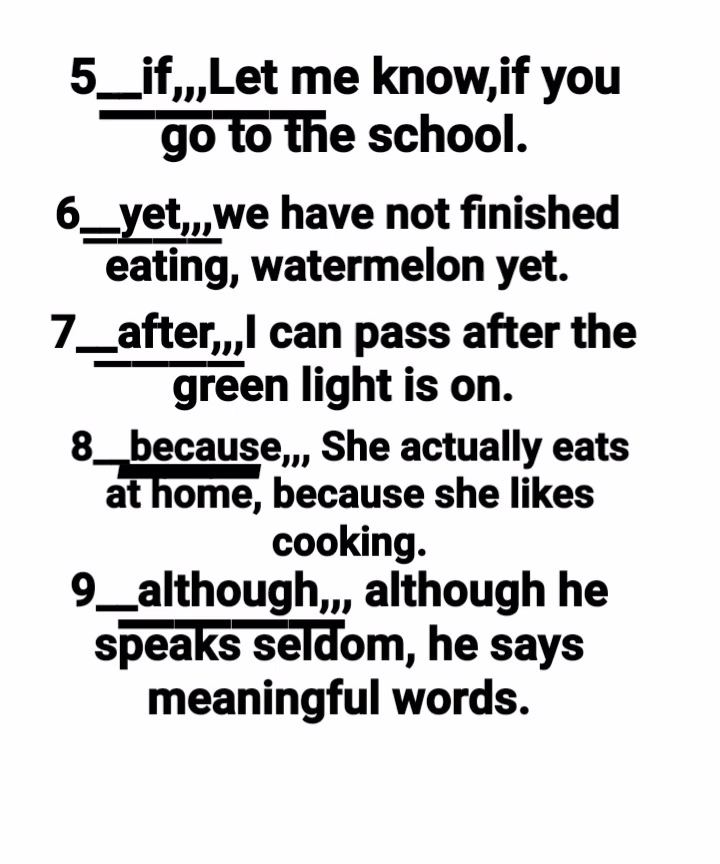 5__if,,,Let me know,if you
go to the school.
6__yet,,,we have not finished
eating, watermelon yet.
7__after,,,I can pass after the
green light is on.
8__because,,, She actually eats
at home, because she likes
cooking.
9__although,,, although he
speaks seldom, he says
meaningful words.